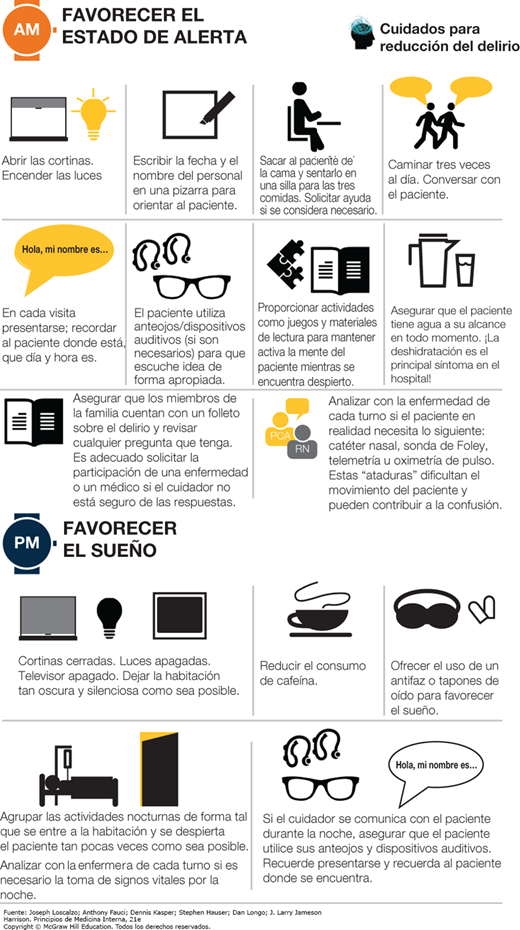 AM
FAVORECER EL
ESTADO DE ALERTA
Cuidados para
reducción del delirio
Abrir las cortinas.
Encender las luces
Escribir la fecha y el
nombre del personal
en una pizarra para
orientar al paciente.
Sacar al paciente de
la cama y sentarlo en
una silla para las tres
comidas. Solicitar ayuda
si se considera necesario.
Caminar tres veces
al día. Conversar con
el paciente.
Hola, mi nombre es...
En cada visita
presentarse; recordar
al paciente donde está,
que día y hora es.
El paciente utiliza
anteojos/dispositivos
auditivos (si son
necesarios) para que
escuche idea de
forma apropiada.
Proporcionar actividades
como juegos y materiales
de lectura para mantener
activa la mente del
paciente mientras se
encuentra despierto.
Asegurar que el paciente
tiene agua a su alcance
en todo momento. ¡La
deshidratación es el
principal síntoma en el
hospital!
Asegurar que los miembros de
la familia cuentan con un folleto
sobre el delirio y revisar
cualquier pregunta que tenga.
Es adecuado solicitar la
participación de una enfermedad
o un médico si el cuidador no
está seguro de las respuestas.
PCA
RN
Analizar con la enfermedad de
cada turno si el paciente en
realidad necesita lo siguiente:
catéter nasal, sonda de Foley,
telemetría u oximetría de pulso.
Estas “ataduras” dificultan el
movimiento del paciente y
pueden contribuir a la confusión.
PM
FAVORECER
EL SUEÑO
Cortinas cerradas. Luces apagadas.
Televisor apagado. Dejar la habitación
tan oscura y silenciosa como sea posible.
Reducir el consumo
de cafeína.
Ofrecer el uso de un
antifaz o tapones de
oído para favorecer
el sueño.
Agrupar las actividades nocturnas de forma tal
que se entre a la habitación y se despierta
el paciente tan pocas veces como sea posible.
Analizar con la enfermera de cada turno si es
necesario la toma de signos vitales por la
noche.
Hola, mi nombre es...
Si el cuidador se comunica con el paciente
durante la noche, asegurar que el paciente
utilice sus anteojos y dispositivos auditivos.
Recuerde presentarse y recuerda al paciente
donde se encuentra.
Fuente: Joseph Loscalzo; Anthony Fauci; Dennis Kasper; Stephen Hauser; Dan Longo; J. Larry Jameson
Harrison. Principios de Medicina Interna, 21e
Copyright © McGraw Hill Education. Todos los derechos reservados.